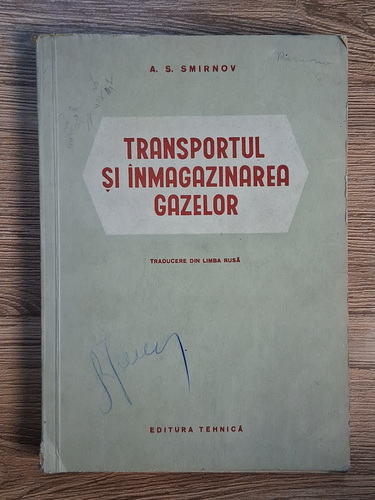 A. S. SMIRNOV
TRANSPORTUL
ȘI ÎNMAGAZINAREA
GAZELOR
TRADUCERE DIN LIMBA RUSĂ
EDITURA TEHNICĂ